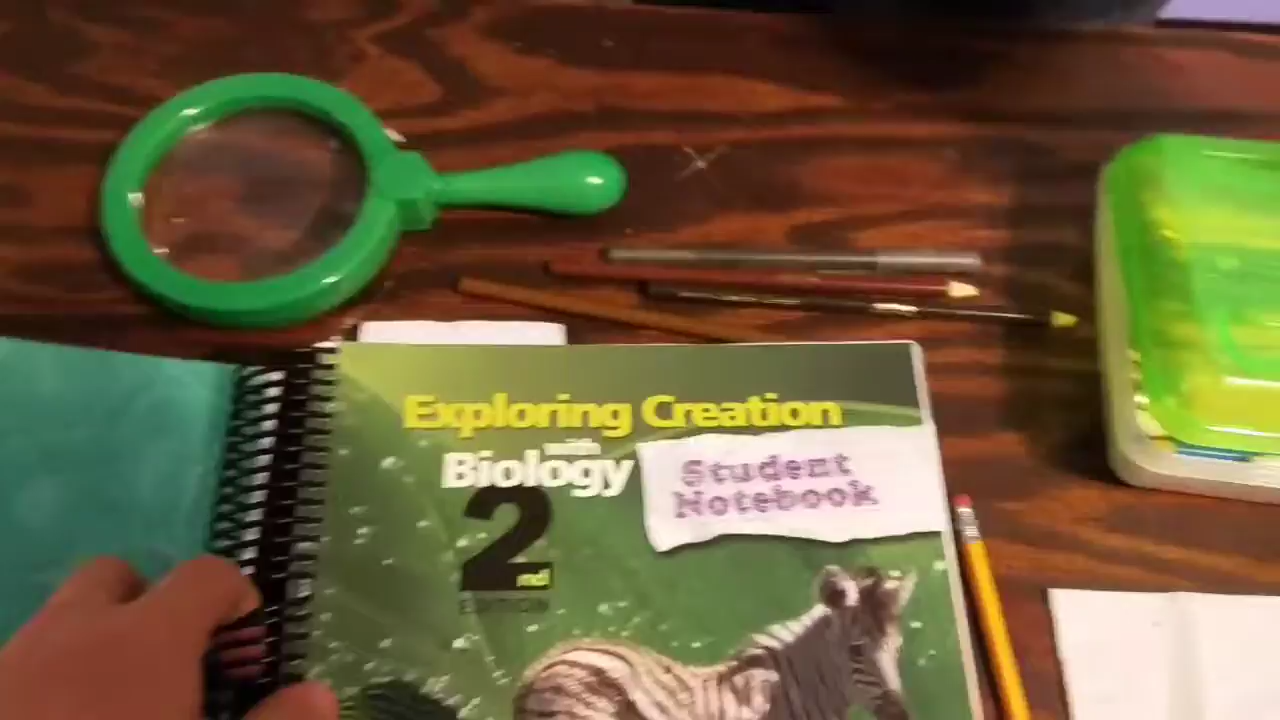 Exploring Creation
with
Biology
Student
Notebook
2nd
EDITION